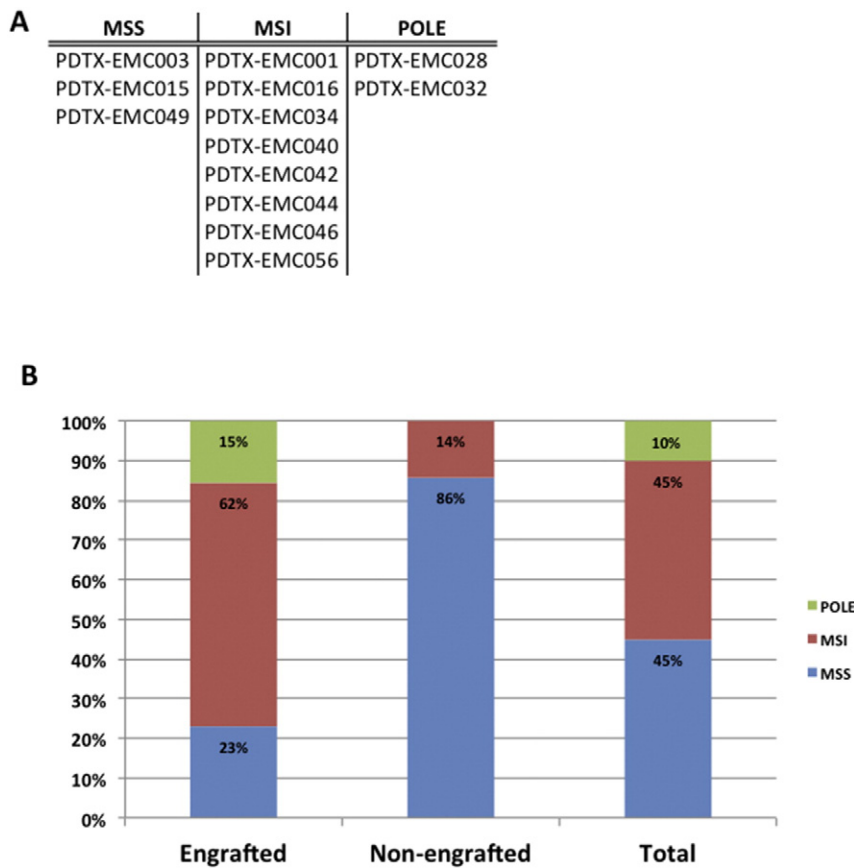 A
MSS MSI POLE
PDTX-EMC003 PDTX-EMC001 PDTX-EMC028
PDTX-EMC015 PDTX-EMC016 PDTX-EMC032
PDTX-EMC049 PDTX-EMC034
PDTX-EMC040
PDTX-EMC042
PDTX-EMC044
PDTX-EMC046
PDTX-EMC056
B
100%
90%
80%
70%
60%
50%
40%
30%
20%
10%
0%
15% 14% 10%
62% 86% 45%
23% 45%
POLE
MSI
MSS
Engrafted Non-engrafted Total